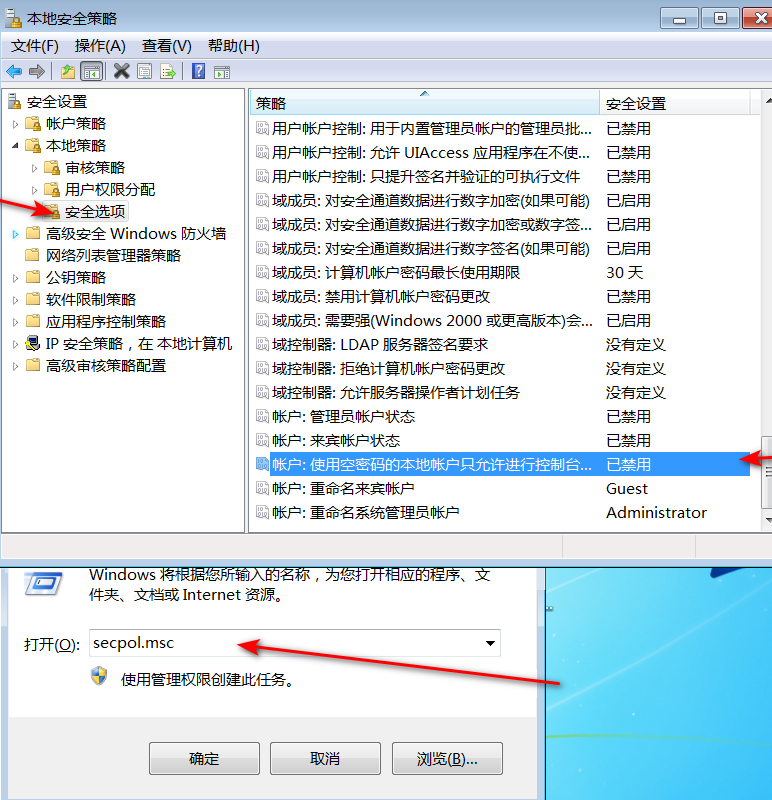 本地安全策略
文件(F) 操作(A) 查看(V) 帮助(H)
安全设置
帐户策略
本地策略
审核策略
用户权限分配
安全选项
高级安全 Windows 防火墙
网络列表管理器策略
公钥策略
软件限制策略
应用程序控制策略
IP 安全策略，在 本地计算机
高级审核策略配置
策略 安全设置
用户帐户控制: 用于内置管理员帐户的管理员批... 已禁用
用户帐户控制: 允许 UIAccess 应用程序在不使... 已禁用
用户帐户控制: 只提升签名并验证的可执行文件 已禁用
域成员: 对安全通道数据进行数字加密(如果可能) 已启用
域成员: 对安全通道数据进行数字加密或数字签... 已启用
域成员: 对安全通道数据进行数字签名(如果可能) 已启用
域成员: 计算机帐户密码最长使用期限 30 天
域成员: 禁用计算机帐户密码更改 已禁用
域成员: 需要强(Windows 2000 或更高版本)会... 已启用
域控制器: LDAP 服务器签名要求 没有定义
域控制器: 拒绝计算机帐户密码更改 没有定义
域控制器: 允许服务器操作者计划任务 没有定义
帐户: 管理员帐户状态 已禁用
帐户: 来宾帐户状态 已禁用
帐户: 使用空密码的本地帐户只允许进行控制台... 已禁用
帐户: 重命名来宾帐户 Guest
帐户: 重命名系统管理员帐户 Administrator
Windows 将根据您所输入的名称，为您打开相应的程序、文
件夹、文档或 Internet 资源。
打开(O): secpol.msc
使用管理权限创建此任务。
确定 取消 浏览(B)...